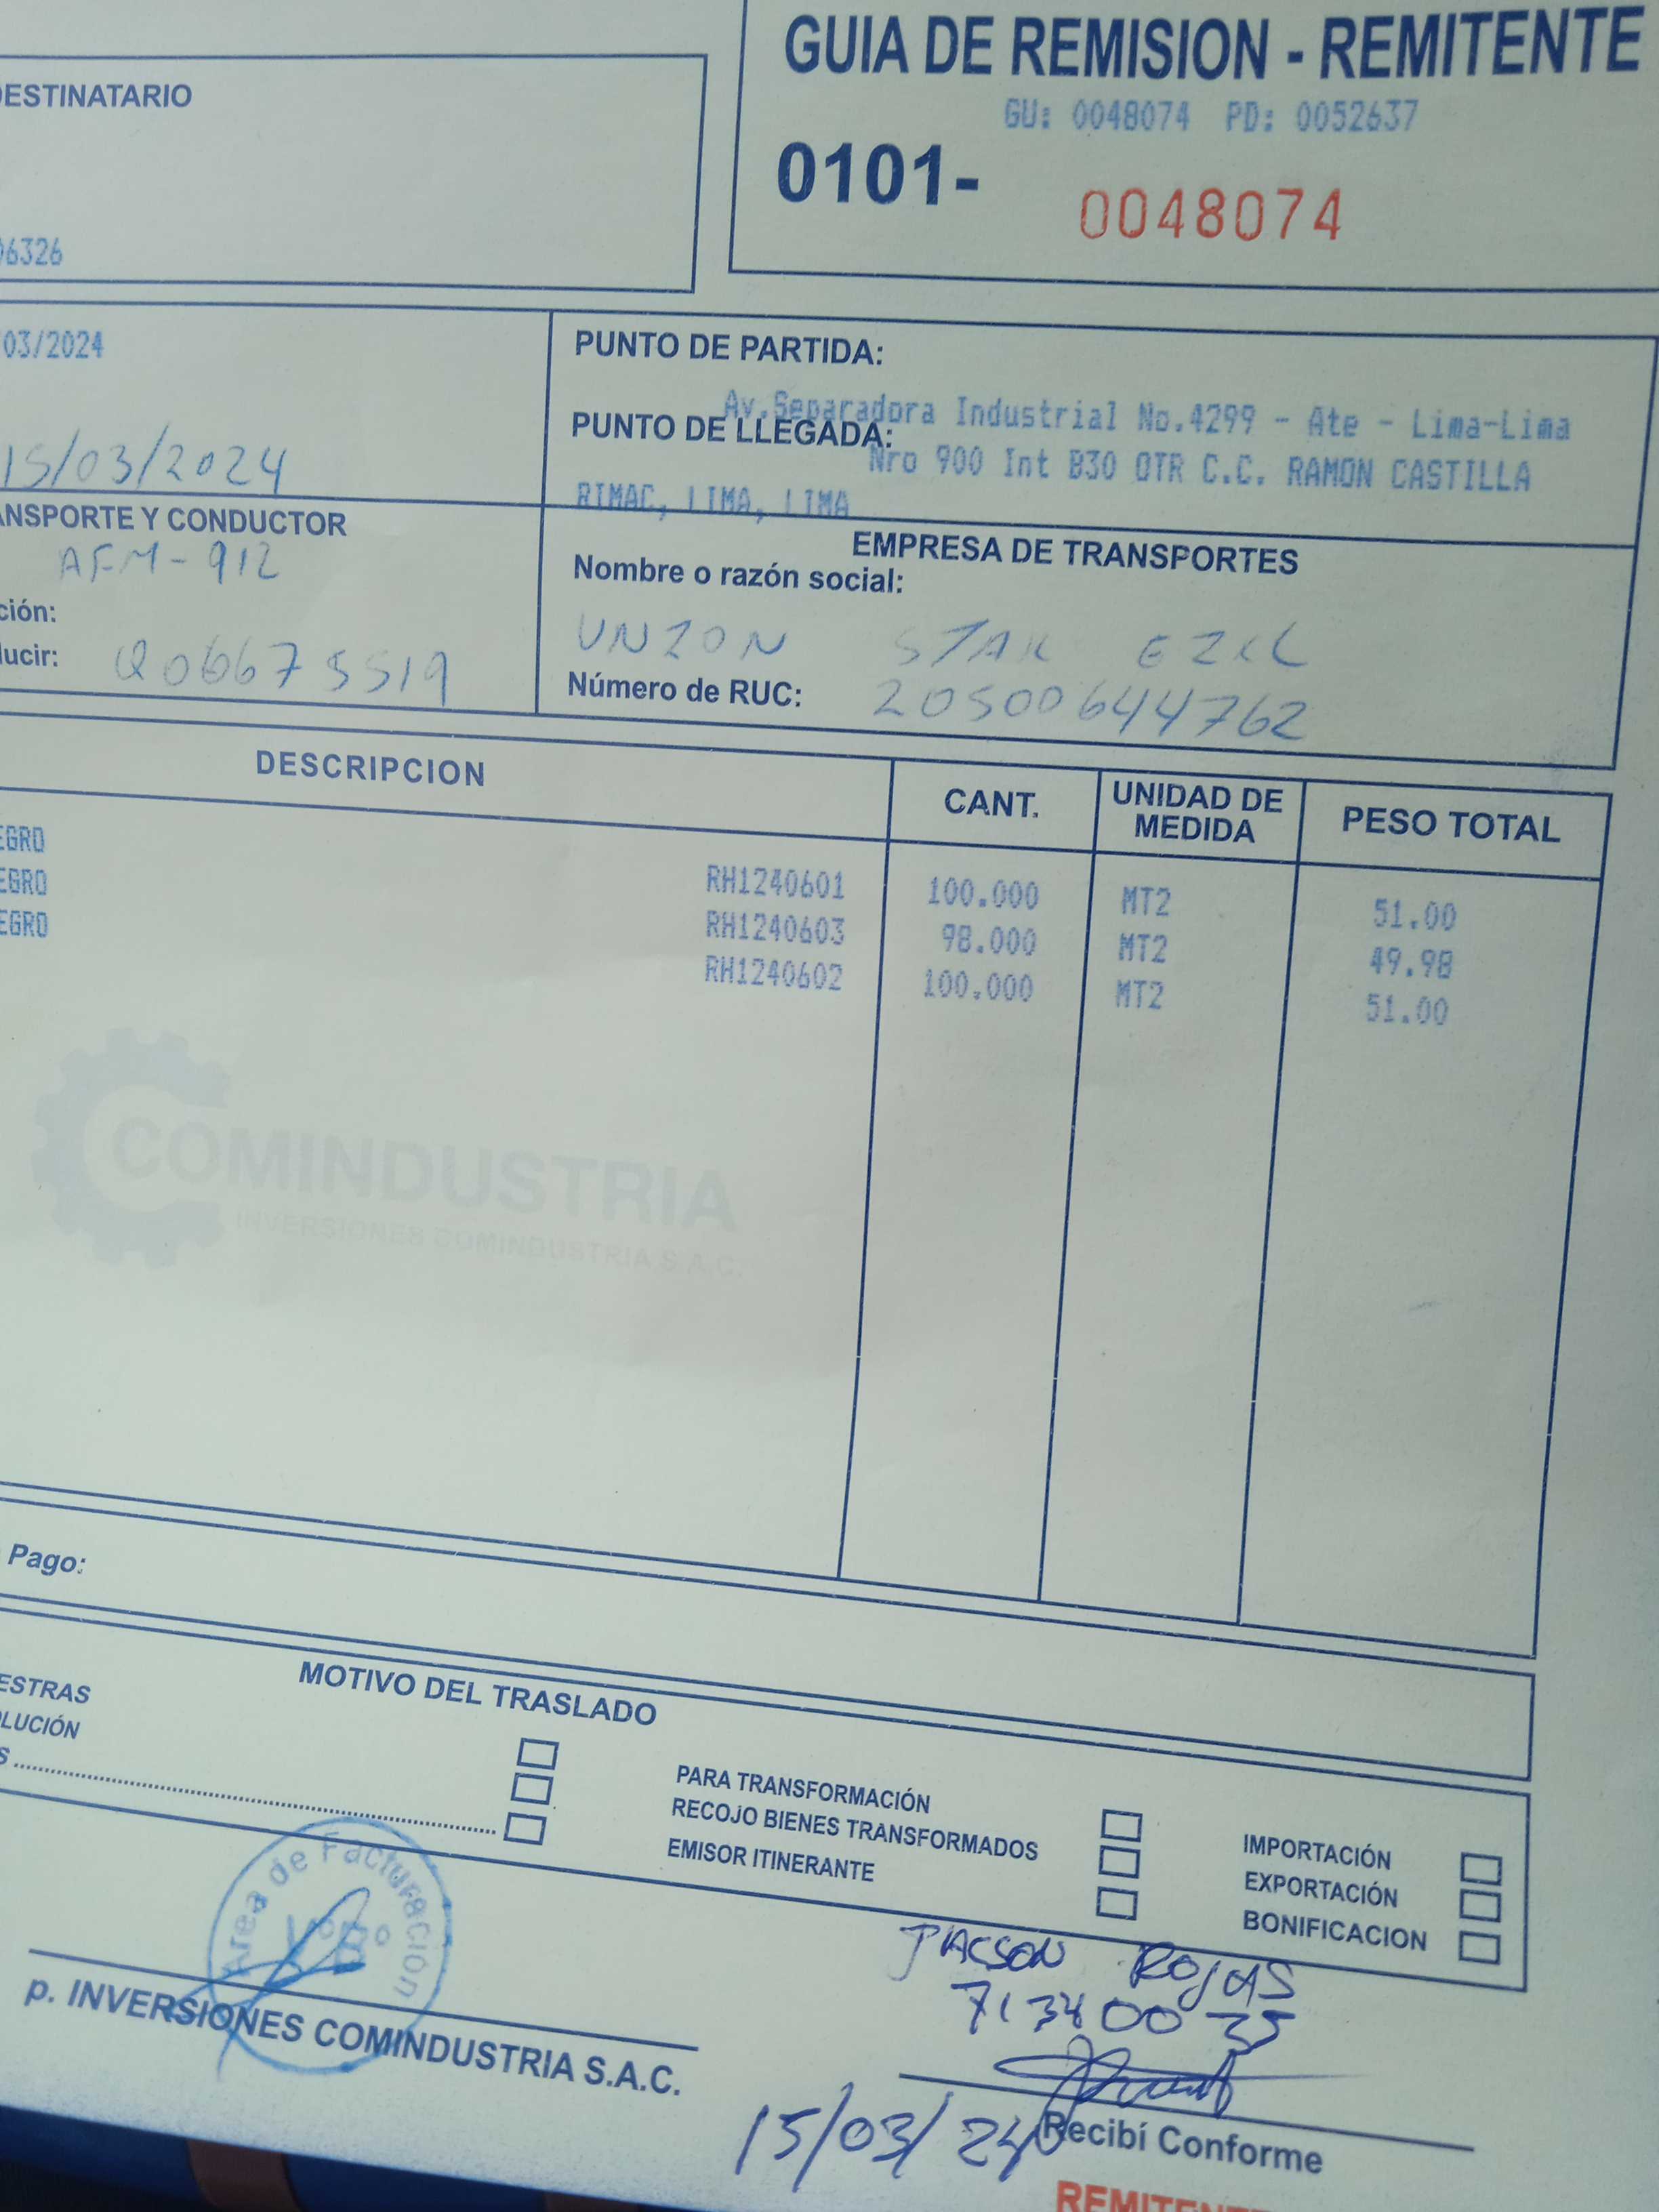 GUIA DE REMISION - REMITENTE
GU: 0048074 PD: 0052637
0101- 0048074
DESTINATARIO
06326
03/2024
15/03/2024
PUNTO DE PARTIDA:
Av.Separadora Industrial No.4299 - Ate - Lima-Lima
PUNTO DE LLEGADA:
Nro 900 Int B30 OTR C.C. RAMON CASTILLA
RIMAC, LIMA, LIMA
ANSPORTE Y CONDUCTOR
AFM-912
ción:
ducir: Q06675519
EMPRESA DE TRANSPORTES
Nombre o razón social:
UNION STAR EIRL
Número de RUC: 20500644762
DESCRIPCION CANT. UNIDAD DE MEDIDA PESO TOTAL
EGRO RH1240601 100.000 MT2 51.00
EGRO RH1240603 98.000 MT2 49.98
EGRO RH1240602 100.000 MT2 51.00
COMINDUSTRIA
INVERSIONES COMINDUSTRIA S.A.C.
Pago:
MOTIVO DEL TRASLADO
ESTRAS
LUCIÓN
S
PARA TRANSFORMACIÓN
RECOJO BIENES TRANSFORMADOS
EMISOR ITINERANTE
IMPORTACIÓN
EXPORTACIÓN
BONIFICACION
Area de Facturación
VºBº
p. INVERSIONES COMINDUSTRIA S.A.C.
JACSON ROJAS
71340035
15/03/24
Recibí Conforme
REMITENTE